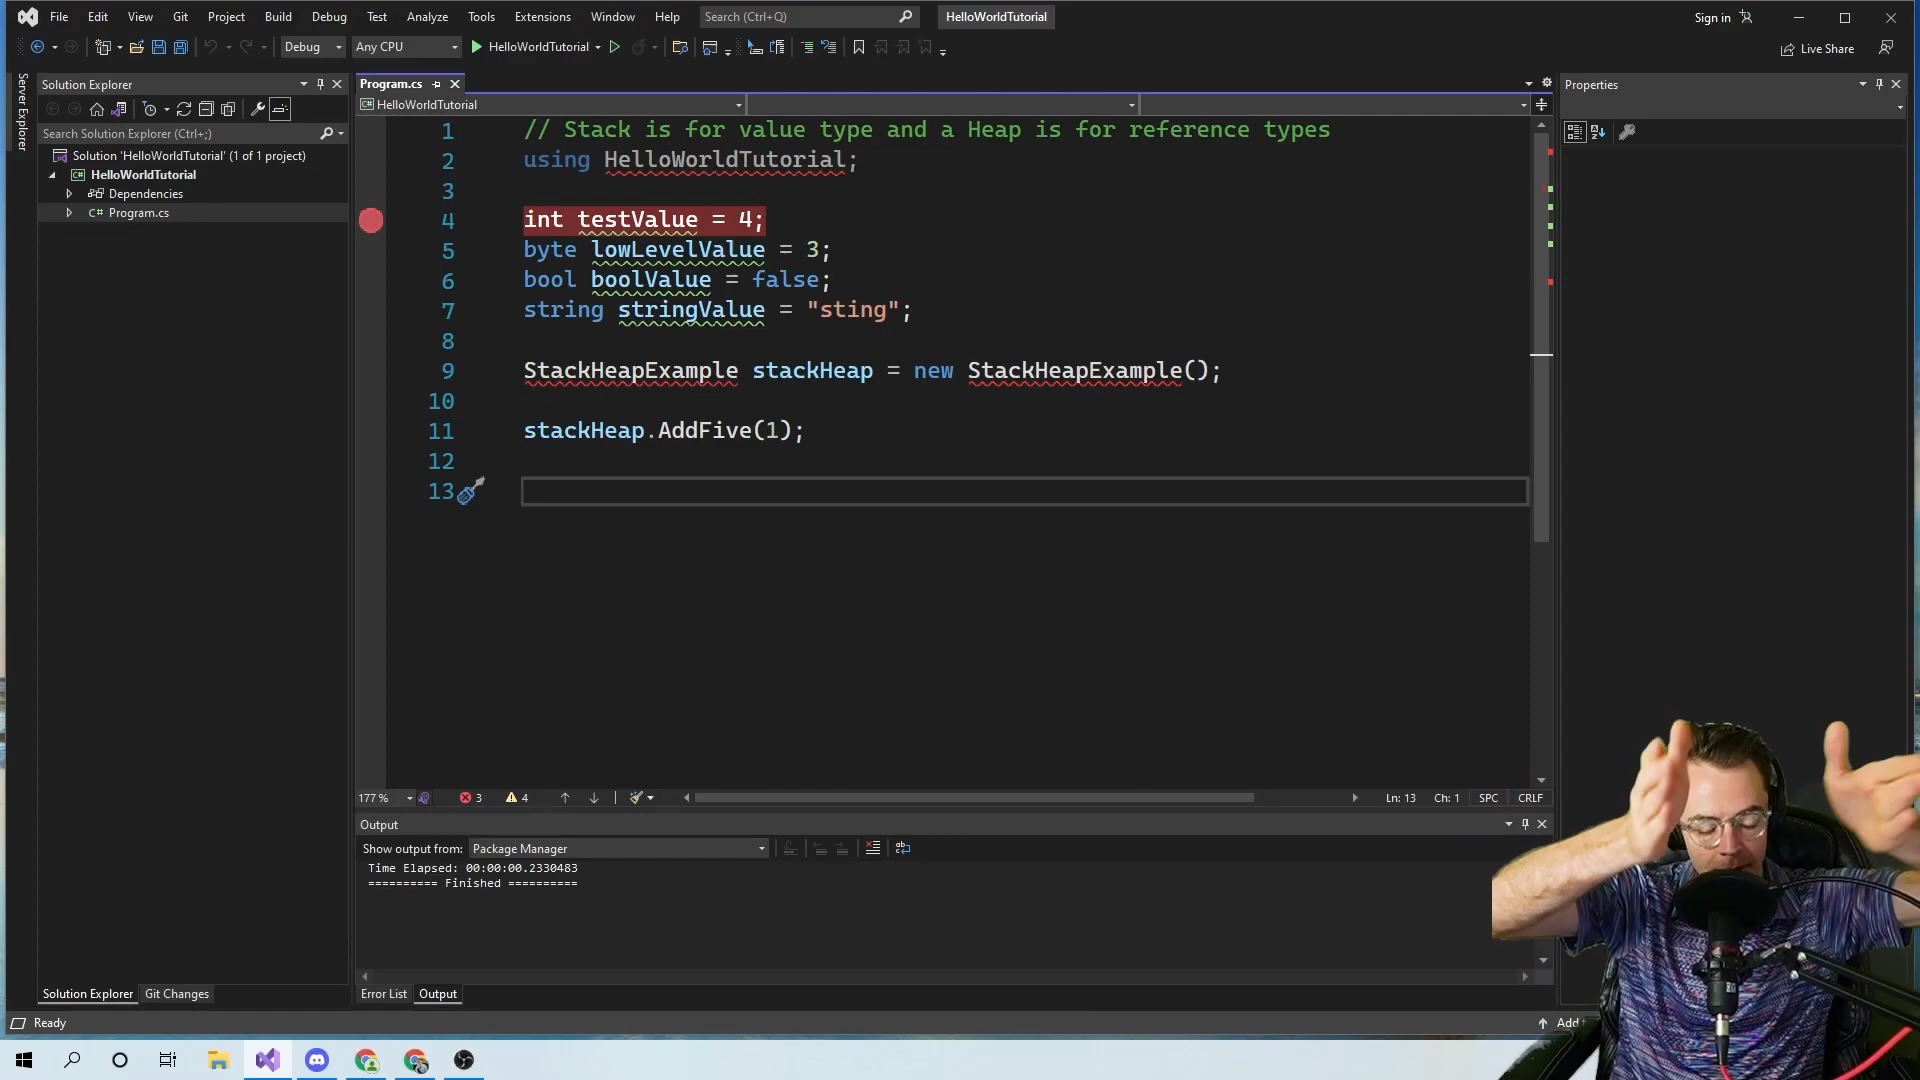 File Edit View Git Project Build Debug Test Analyze Tools Extensions Window Help Search (Ctrl+Q) HelloWorldTutorial Sign in
Debug Any CPU HelloWorldTutorial Live Share
Server Explorer
Solution Explorer
Search Solution Explorer (Ctrl+;)
Solution 'HelloWorldTutorial' (1 of 1 project)
C# HelloWorldTutorial
Dependencies
C# Program.cs
Program.cs
C# HelloWorldTutorial
1 // Stack is for value type and a Heap is for reference types
2 using HelloWorldTutorial;
3
4 int testValue = 4;
5 byte lowLevelValue = 3;
6 bool boolValue = false;
7 string stringValue = "sting";
8
9 StackHeapExample stackHeap = new StackHeapExample();
10
11 stackHeap.AddFive(1);
12
13
177 % 3 4 Ln: 13 Ch: 1 SPC CRLF
Output
Show output from: Package Manager
Time Elapsed: 00:00:00.2330483
========== Finished ==========
Error List Output
Solution Explorer Git Changes
Properties
Ready
Add